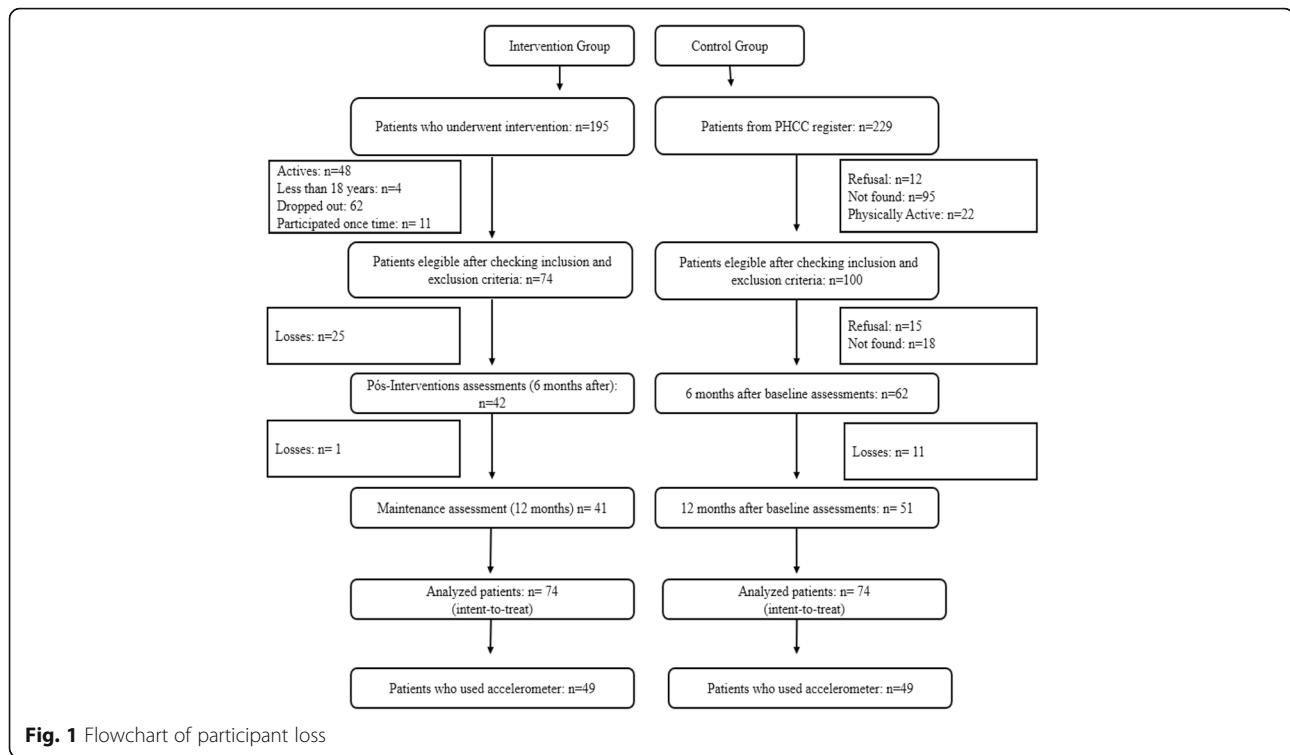 Intervention Group
Control Group
Patients who underwent intervention: n=195
Patients from PHCC register: n=229
Actives: n=48
Less than 18 years: n=4
Dropped out: 62
Participated once time: n= 11
Refusal: n=12
Not found: n=95
Physically Active: n=22
Patients elegible after checking inclusion and
exclusion criteria: n=74
Patients elegible after checking inclusion and
exclusion criteria: n=100
Losses: n=25
Refusal: n=15
Not found: n=18
Pós-Interventions assessments (6 months after):
n=42
6 months after baseline assessments: n=62
Losses: n= 1
Losses: n= 11
Maintenance assessment (12 months) n= 41
12 months after baseline assessments: n= 51
Analyzed patients: n= 74
(intent-to-treat)
Analyzed patients: n= 74
(intent-to-treat)
Patients who used accelerometer: n=49
Patients who used accelerometer: n=49
Fig. 1 Flowchart of participant loss